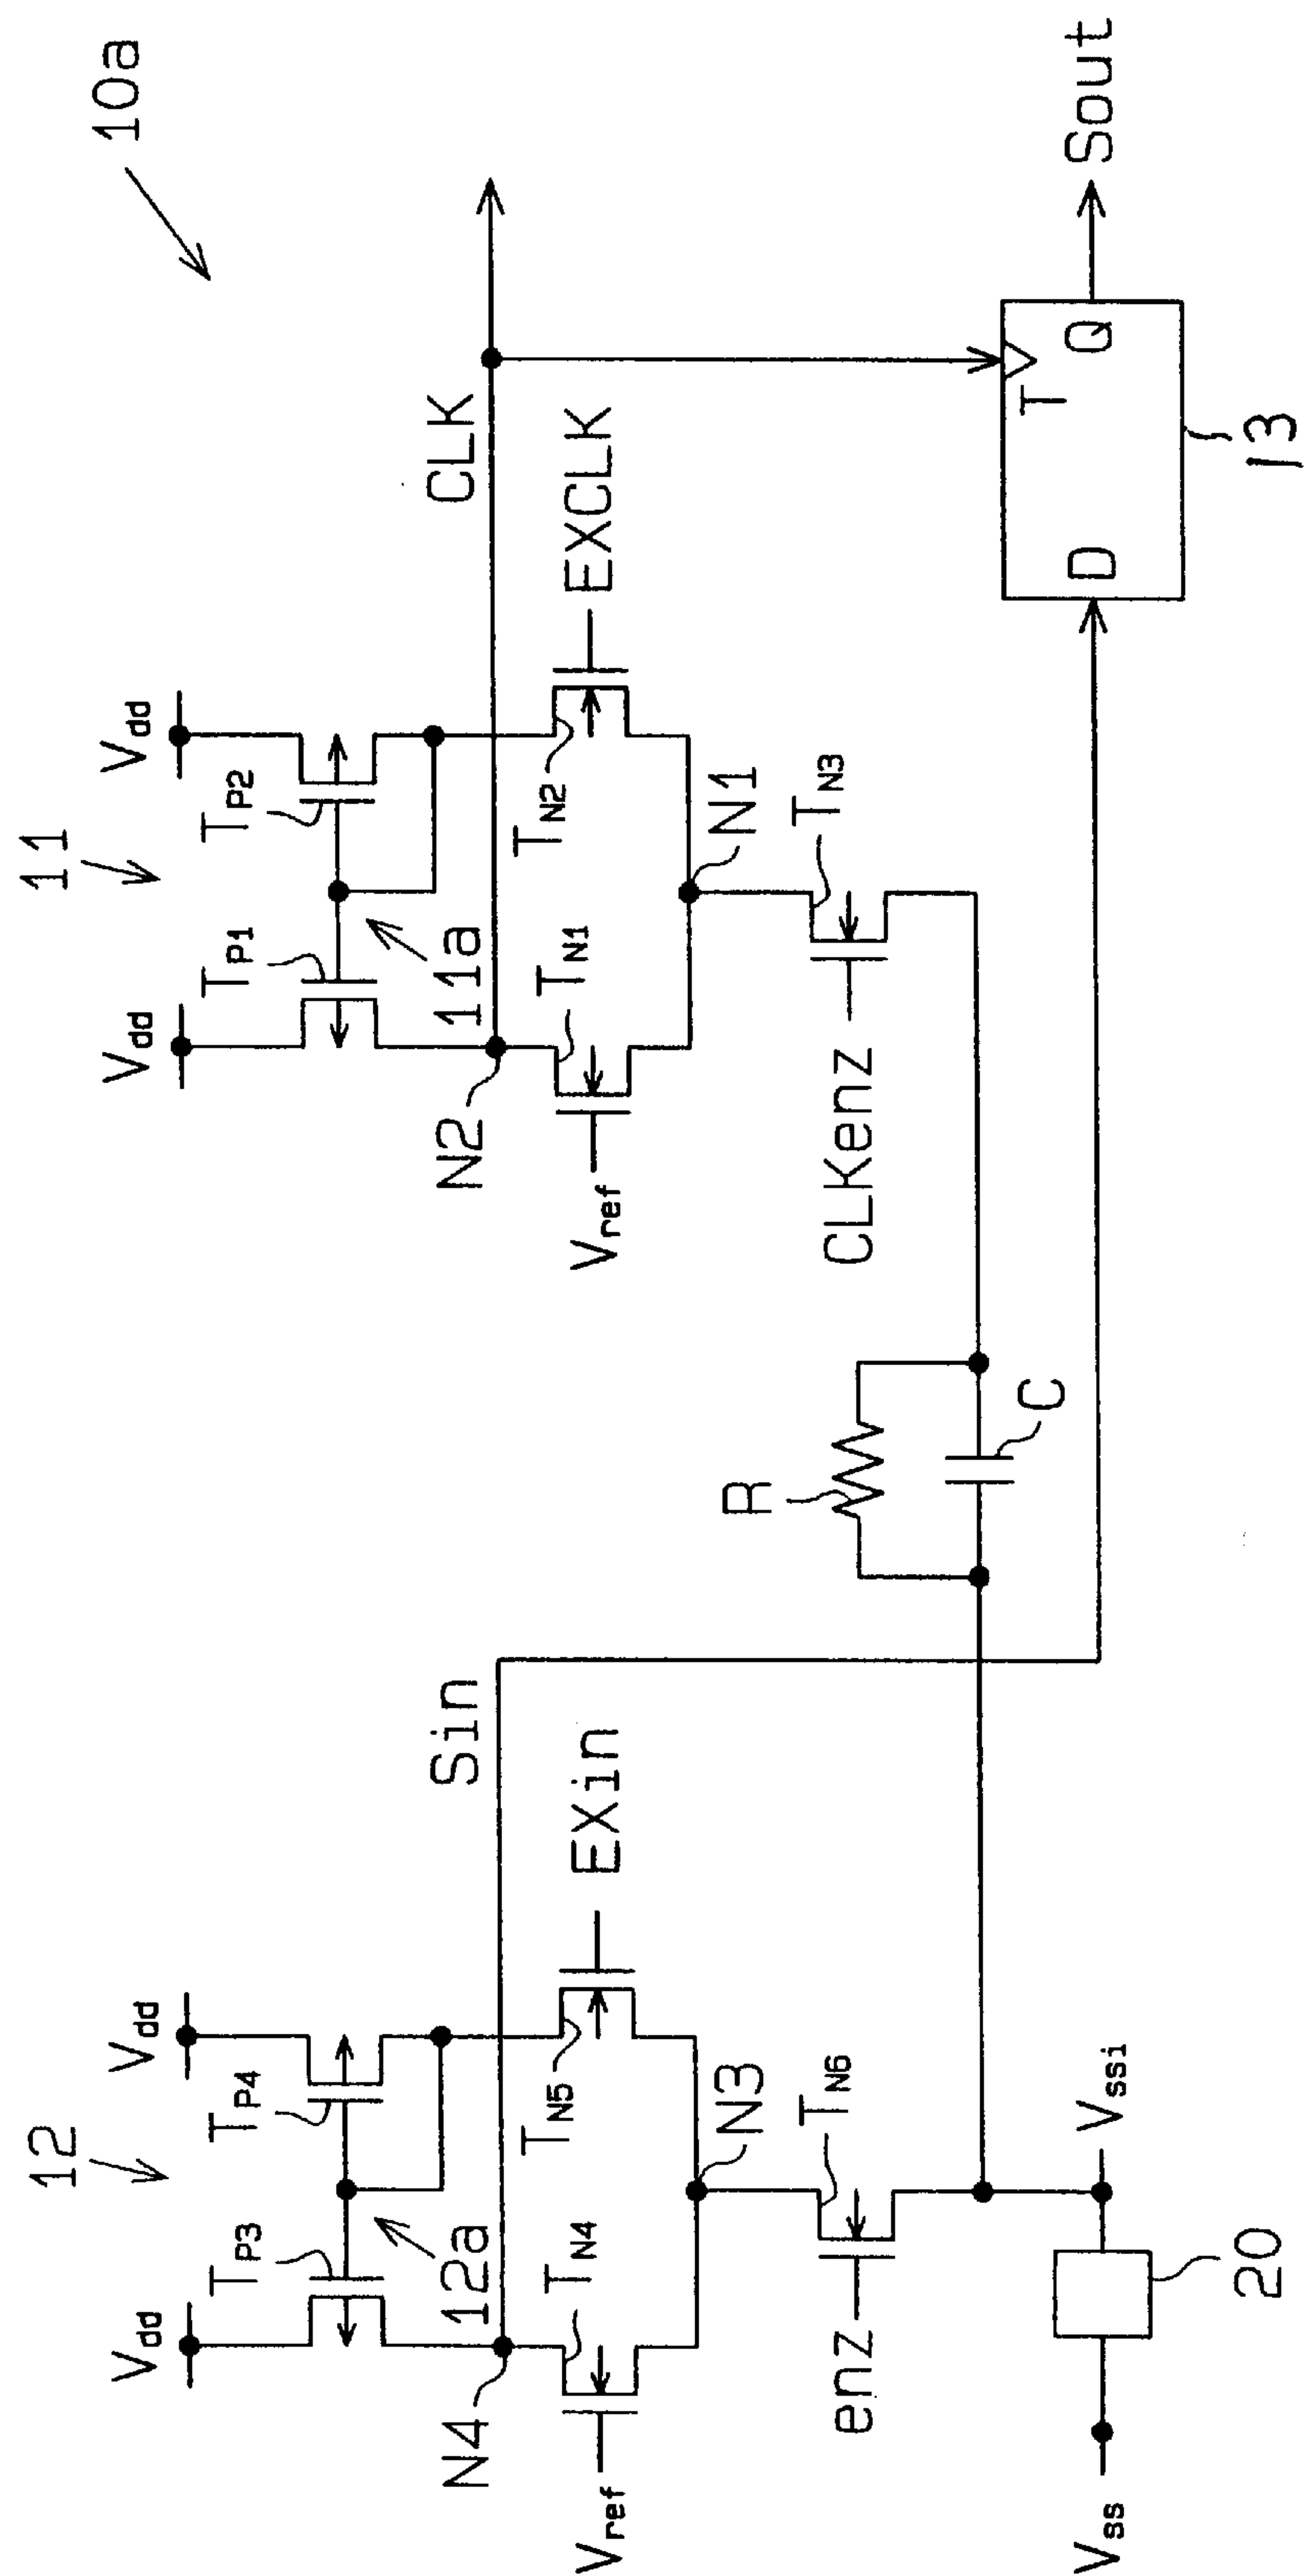 10a
12
11
Vdd
Vdd
Vdd
Vdd
TP3
TP4
TP1
TP2
12a
11a
Sin
CLK
N4
TN4
TN5
EXin
N2
TN1
TN2
EXCLK
Vref
Vref
N3
N1
enz
TN6
R
CLKenz
TN3
C
Vss
20
Vssi
D
T
Q
Sout
13